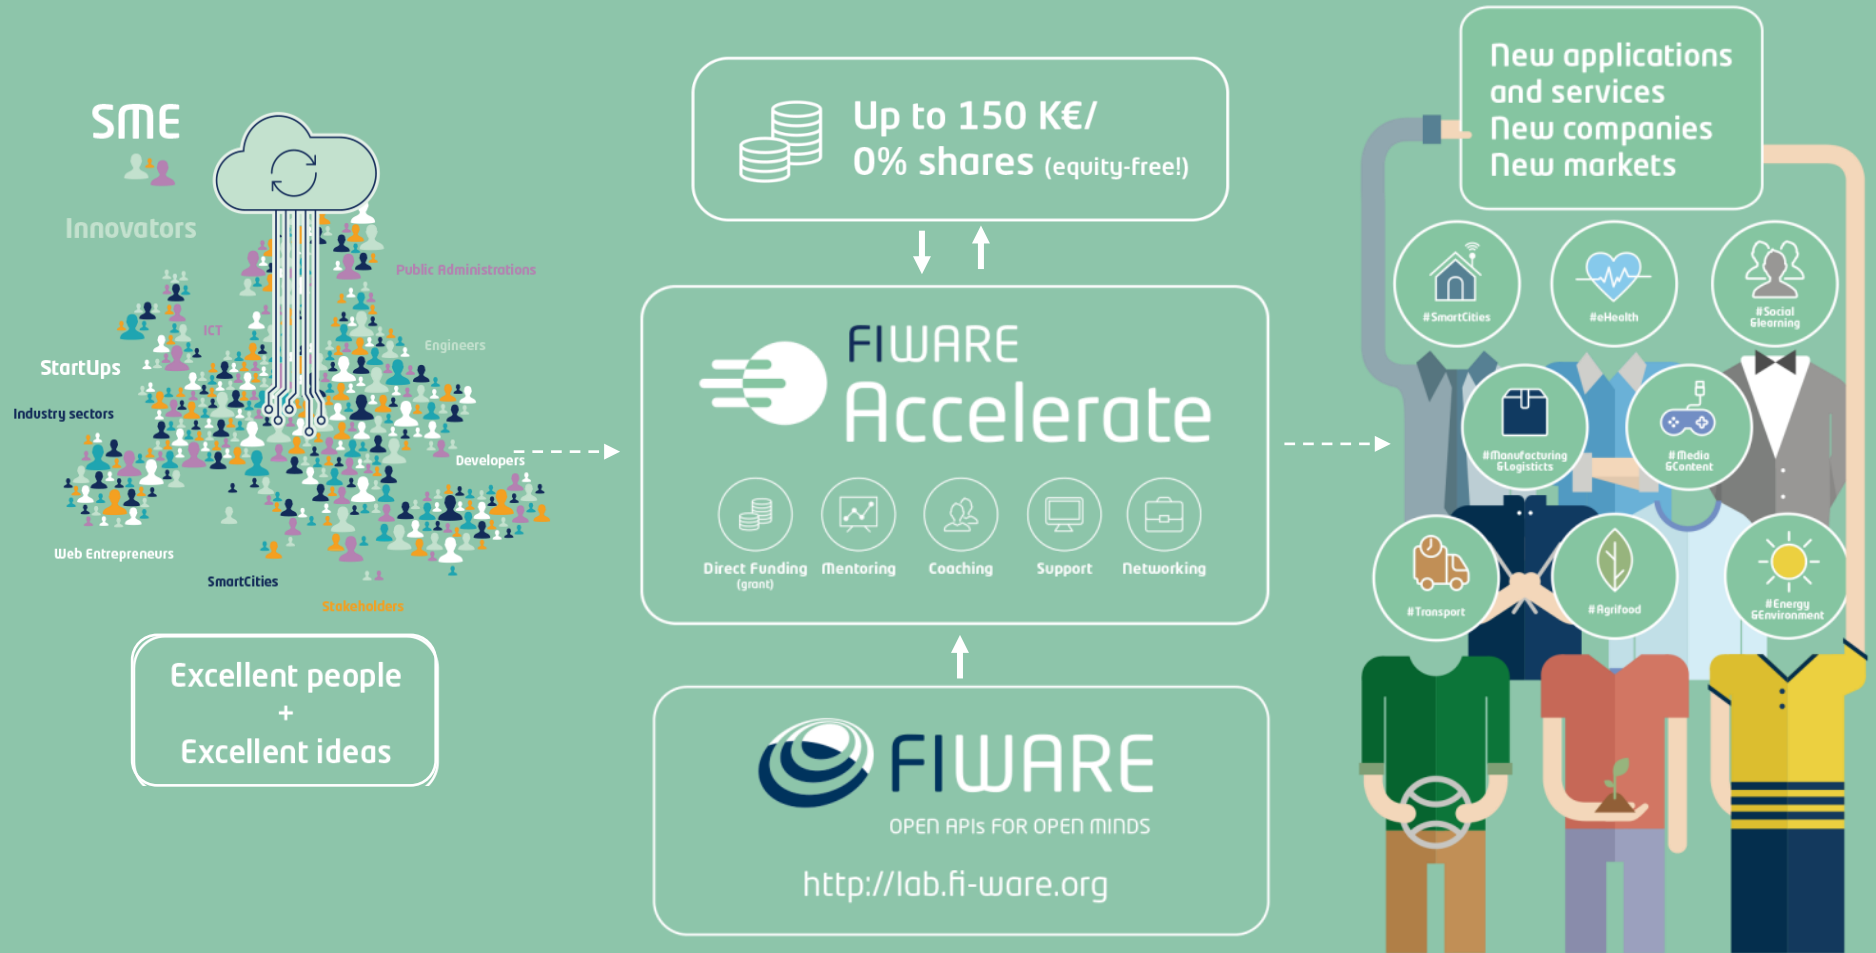 SME
Innovators
Public Administrations
ICT
Engineers
StartUps
Industry sectors
Developers
Web Entrepreneurs
SmartCities
Stakeholders
Excellent people
+
Excellent ideas
Up to 150 K€/
0% shares (equity-free!)
FIWARE
Accelerate
Direct Funding
(grant)
Mentoring
Coaching
Support
Networking
FIWARE
OPEN APIs FOR OPEN MINDS
http://lab.fi-ware.org
New applications
and services
New companies
New markets
#SmartCities
#eHealth
#Social
&learning
#Manufacturing
&Logisticts
#Media
&Content
#Transport
#Agrifood
#Energy
&Environment